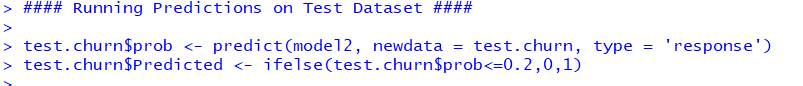 > #### Running Predictions on Test Dataset ####
>
> test.churn$prob <- predict(model2, newdata = test.churn, type = 'response')
> test.churn$Predicted <- ifelse(test.churn$prob<=0.2,0,1)
>